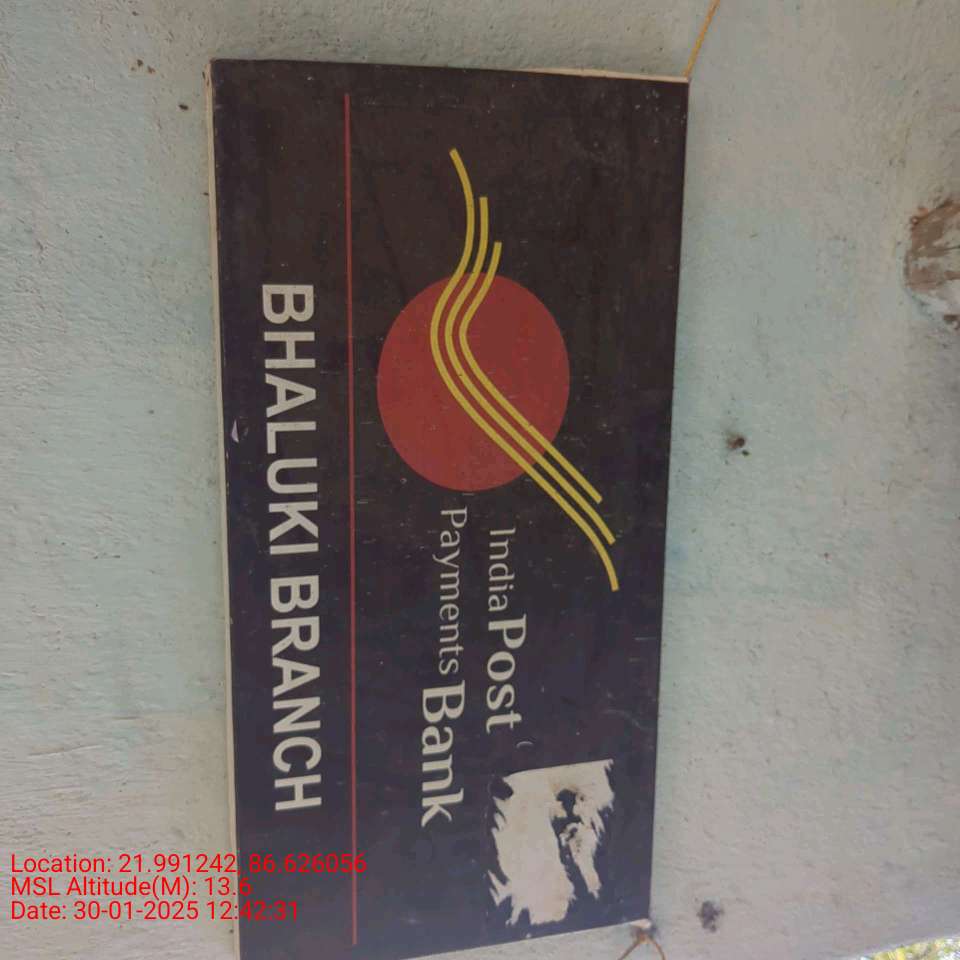 India Post
Payments Bank
BHALUKI BRANCH
Location: 21.991242, 86.626056
MSL Altitude(M): 13.6
Date: 30-01-2025 12:42:31